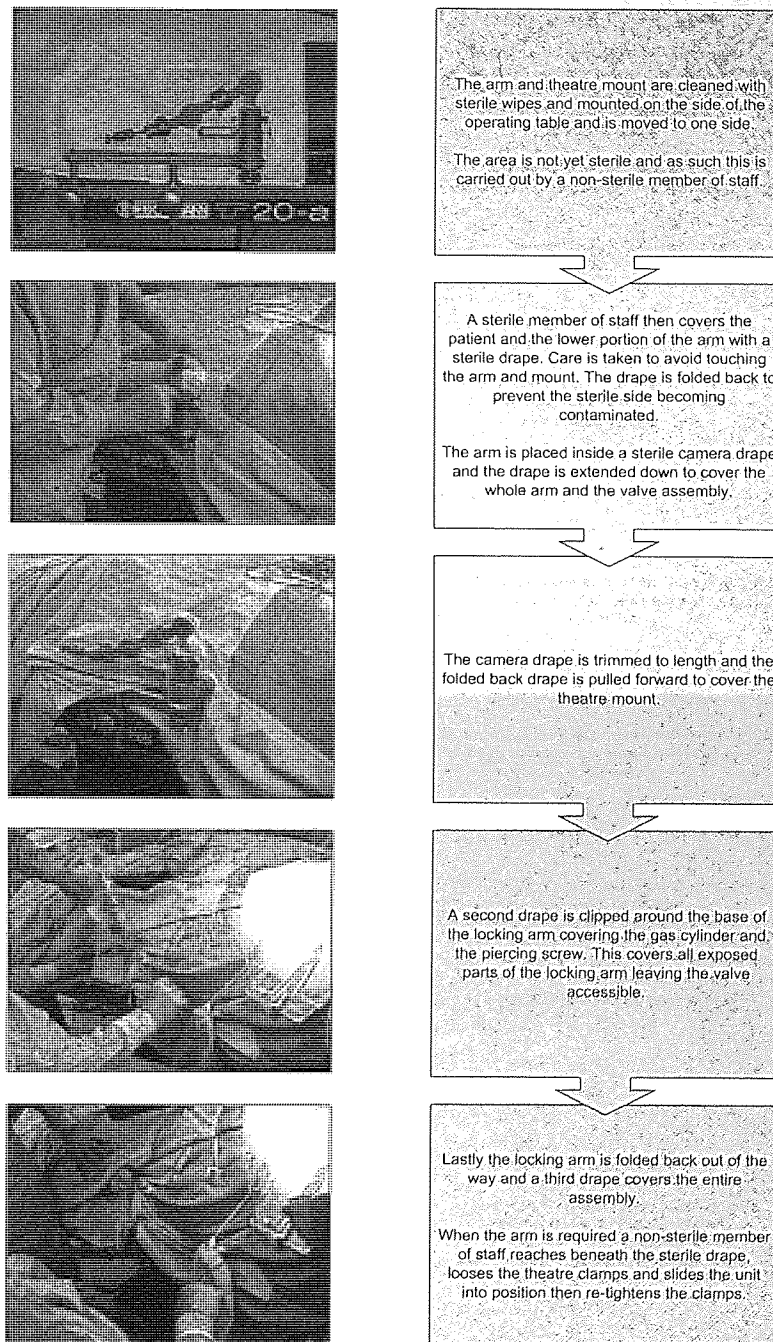 20-a
The arm and theatre mount are cleaned with
sterile wipes and mounted on the side of the
operating table and is moved to one side.
The area is not yet sterile and as such this is
carried out by a non-sterile member of staff.
A sterile member of staff then covers the
patient and the lower portion of the arm with a
sterile drape. Care is taken to avoid touching
the arm and mount. The drape is folded back to
prevent the sterile side becoming
contaminated.
The arm is placed inside a sterile camera drape
and the drape is extended down to cover the
whole arm and the valve assembly.
The camera drape is trimmed to length and the
folded back drape is pulled forward to cover the
theatre mount.
A second drape is clipped around the base of
the locking arm covering the gas cylinder and
the piercing screw. This covers all exposed
parts of the locking arm leaving the valve
accessible.
Lastly the locking arm is folded back out of the
way and a third drape covers the entire
assembly.
When the arm is required a non-sterile member
of staff reaches beneath the sterile drape,
looses the theatre clamps and slides the unit
into position then re-tightens the clamps.